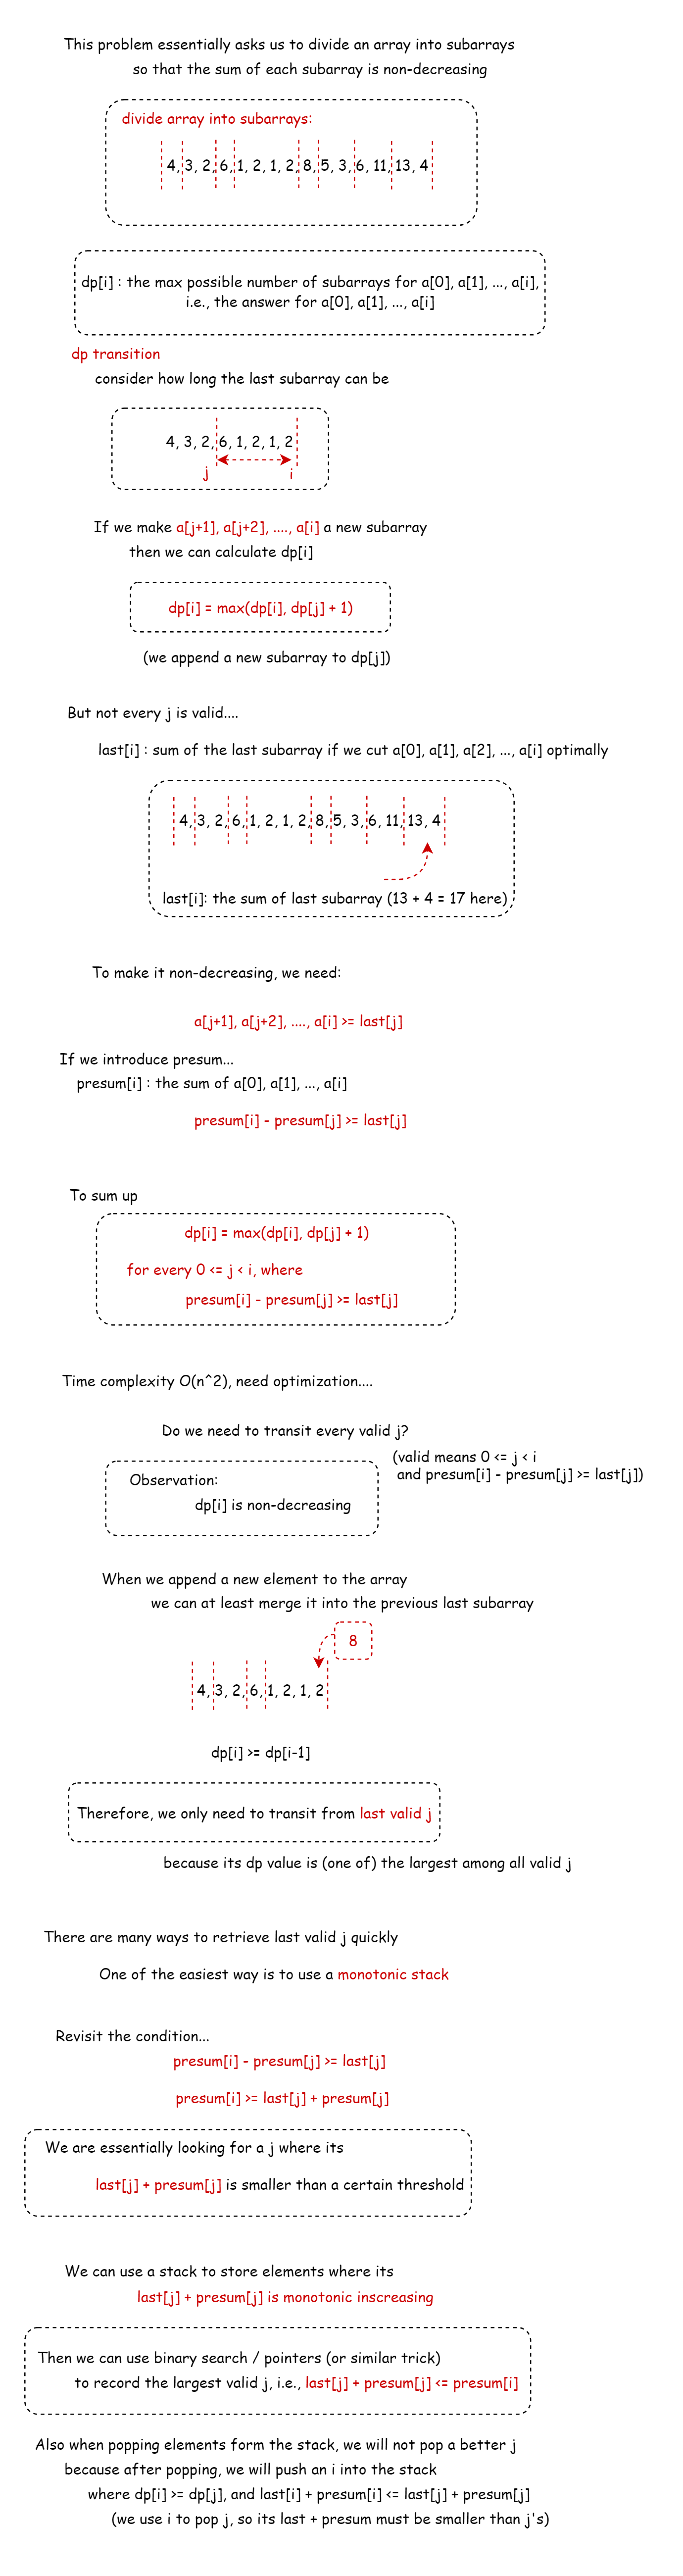 This problem essentially asks us to divide an array into subarrays
so that the sum of each subarray is non-decreasing
divide array into subarrays:
4, 3, 2, 6, 1, 2, 1, 2, 8, 5, 3, 6, 11, 13, 4
dp[i] : the max possible number of subarrays for a[0], a[1], ..., a[i],
i.e., the answer for a[0], a[1], ..., a[i]
dp transition
consider how long the last subarray can be
4, 3, 2, 6, 1, 2, 1, 2
j i
If we make a[j+1], a[j+2], ...., a[i] a new subarray
then we can calculate dp[i]
dp[i] = max(dp[i], dp[j] + 1)
(we append a new subarray to dp[j])
But not every j is valid....
last[i] : sum of the last subarray if we cut a[0], a[1], a[2], ..., a[i] optimally
4, 3, 2, 6, 1, 2, 1, 2, 8, 5, 3, 6, 11, 13, 4
last[i]: the sum of last subarray (13 + 4 = 17 here)
To make it non-decreasing, we need:
a[j+1], a[j+2], ...., a[i] >= last[j]
If we introduce presum...
presum[i] : the sum of a[0], a[1], ..., a[i]
presum[i] - presum[j] >= last[j]
To sum up
dp[i] = max(dp[i], dp[j] + 1)
for every 0 <= j < i, where
presum[i] - presum[j] >= last[j]
Time complexity O(n^2), need optimization....
Do we need to transit every valid j?
(valid means 0 <= j < i
and presum[i] - presum[j] >= last[j])
Observation:
dp[i] is non-decreasing
When we append a new element to the array
we can at least merge it into the previous last subarray
8
4, 3, 2, 6, 1, 2, 1, 2
dp[i] >= dp[i-1]
Therefore, we only need to transit from last valid j
because its dp value is (one of) the largest among all valid j
There are many ways to retrieve last valid j quickly
One of the easiest way is to use a monotonic stack
Revisit the condition...
presum[i] - presum[j] >= last[j]
presum[i] >= last[j] + presum[j]
We are essentially looking for a j where its
last[j] + presum[j] is smaller than a certain threshold
We can use a stack to store elements where its
last[j] + presum[j] is monotonic inscreasing
Then we can use binary search / pointers (or similar trick)
to record the largest valid j, i.e., last[j] + presum[j] <= presum[i]
Also when popping elements form the stack, we will not pop a better j
because after popping, we will push an i into the stack
where dp[i] >= dp[j], and last[i] + presum[i] <= last[j] + presum[j]
(we use i to pop j, so its last + presum must be smaller than j's)